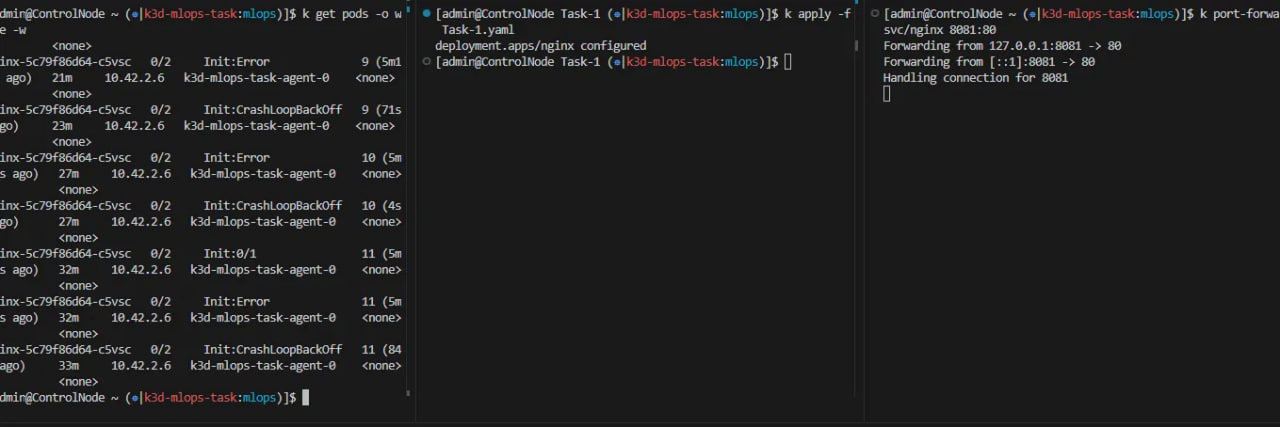 dmin@ControlNode ~ (⎈|k3d-mlops-task:mlops)]$ k get pods -o w
e -w
<none>
inx-5c79f86d64-c5vsc 0/2 Init:Error 9 (5m1
ago) 21m 10.42.2.6 k3d-mlops-task-agent-0 <none>
<none>
inx-5c79f86d64-c5vsc 0/2 Init:CrashLoopBackOff 9 (71s
go) 23m 10.42.2.6 k3d-mlops-task-agent-0 <none>
<none>
inx-5c79f86d64-c5vsc 0/2 Init:Error 10 (5m
s ago) 27m 10.42.2.6 k3d-mlops-task-agent-0 <none>
<none>
inx-5c79f86d64-c5vsc 0/2 Init:CrashLoopBackOff 10 (4s
go) 27m 10.42.2.6 k3d-mlops-task-agent-0 <none>
<none>
inx-5c79f86d64-c5vsc 0/2 Init:0/1 11 (5m
s ago) 32m 10.42.2.6 k3d-mlops-task-agent-0 <none>
<none>
inx-5c79f86d64-c5vsc 0/2 Init:Error 11 (5m
s ago) 32m 10.42.2.6 k3d-mlops-task-agent-0 <none>
<none>
inx-5c79f86d64-c5vsc 0/2 Init:CrashLoopBackOff 11 (84
ago) 33m 10.42.2.6 k3d-mlops-task-agent-0 <none>
<none>
dmin@ControlNode ~ (⎈|k3d-mlops-task:mlops)]$
[admin@ControlNode Task-1 (⎈|k3d-mlops-task:mlops)]$ k apply -f
Task-1.yaml
deployment.apps/nginx configured
[admin@ControlNode Task-1 (⎈|k3d-mlops-task:mlops)]$
[admin@ControlNode ~ (⎈|k3d-mlops-task:mlops)]$ k port-forwa
svc/nginx 8081:80
Forwarding from 127.0.0.1:8081 -> 80
Forwarding from [::1]:8081 -> 80
Handling connection for 8081